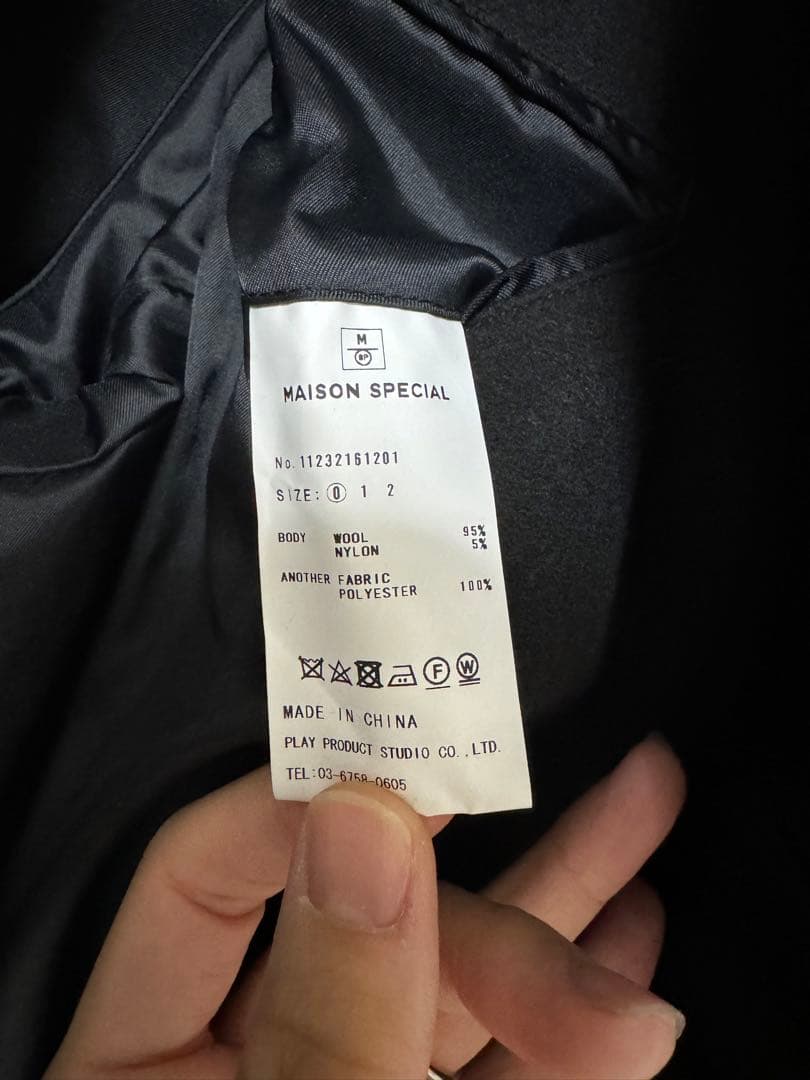 M
SP
MAISON SPECIAL
No. 11232161201
SIZE: 0 1 2
BODY WOOL 95%
NYLON 5%
ANOTHER FABRIC
POLYESTER 100%
F W
MADE IN CHINA
PLAY PRODUCT STUDIO CO.,LTD.
TEL:03-6758-0605